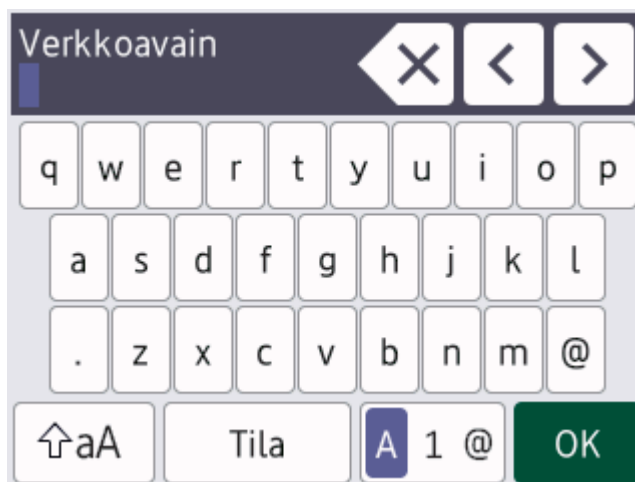 Verkkoavain
q w e r t y u i o p
a s d f g h j k l
. z x c v b n m @
aA Tila A 1 @ OK